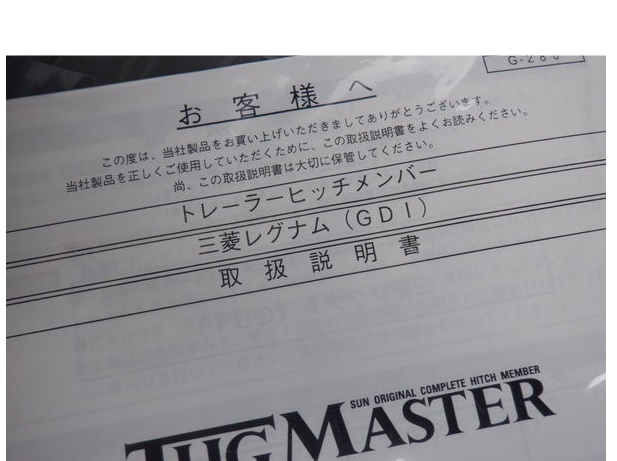 G-260
お客様へ
この度は、当社製品をお買い上げいただきましてありがとうございます。
当社製品を正しくご使用していただくために、この取扱説明書をよくお読みください。
尚、この取扱説明書は大切に保管してください。
トレーラーヒッチメンバー
三菱レグナム(GDI)
取扱説明書
SUN ORIGINAL COMPLETE HITCH MEMBER
TUG MASTER